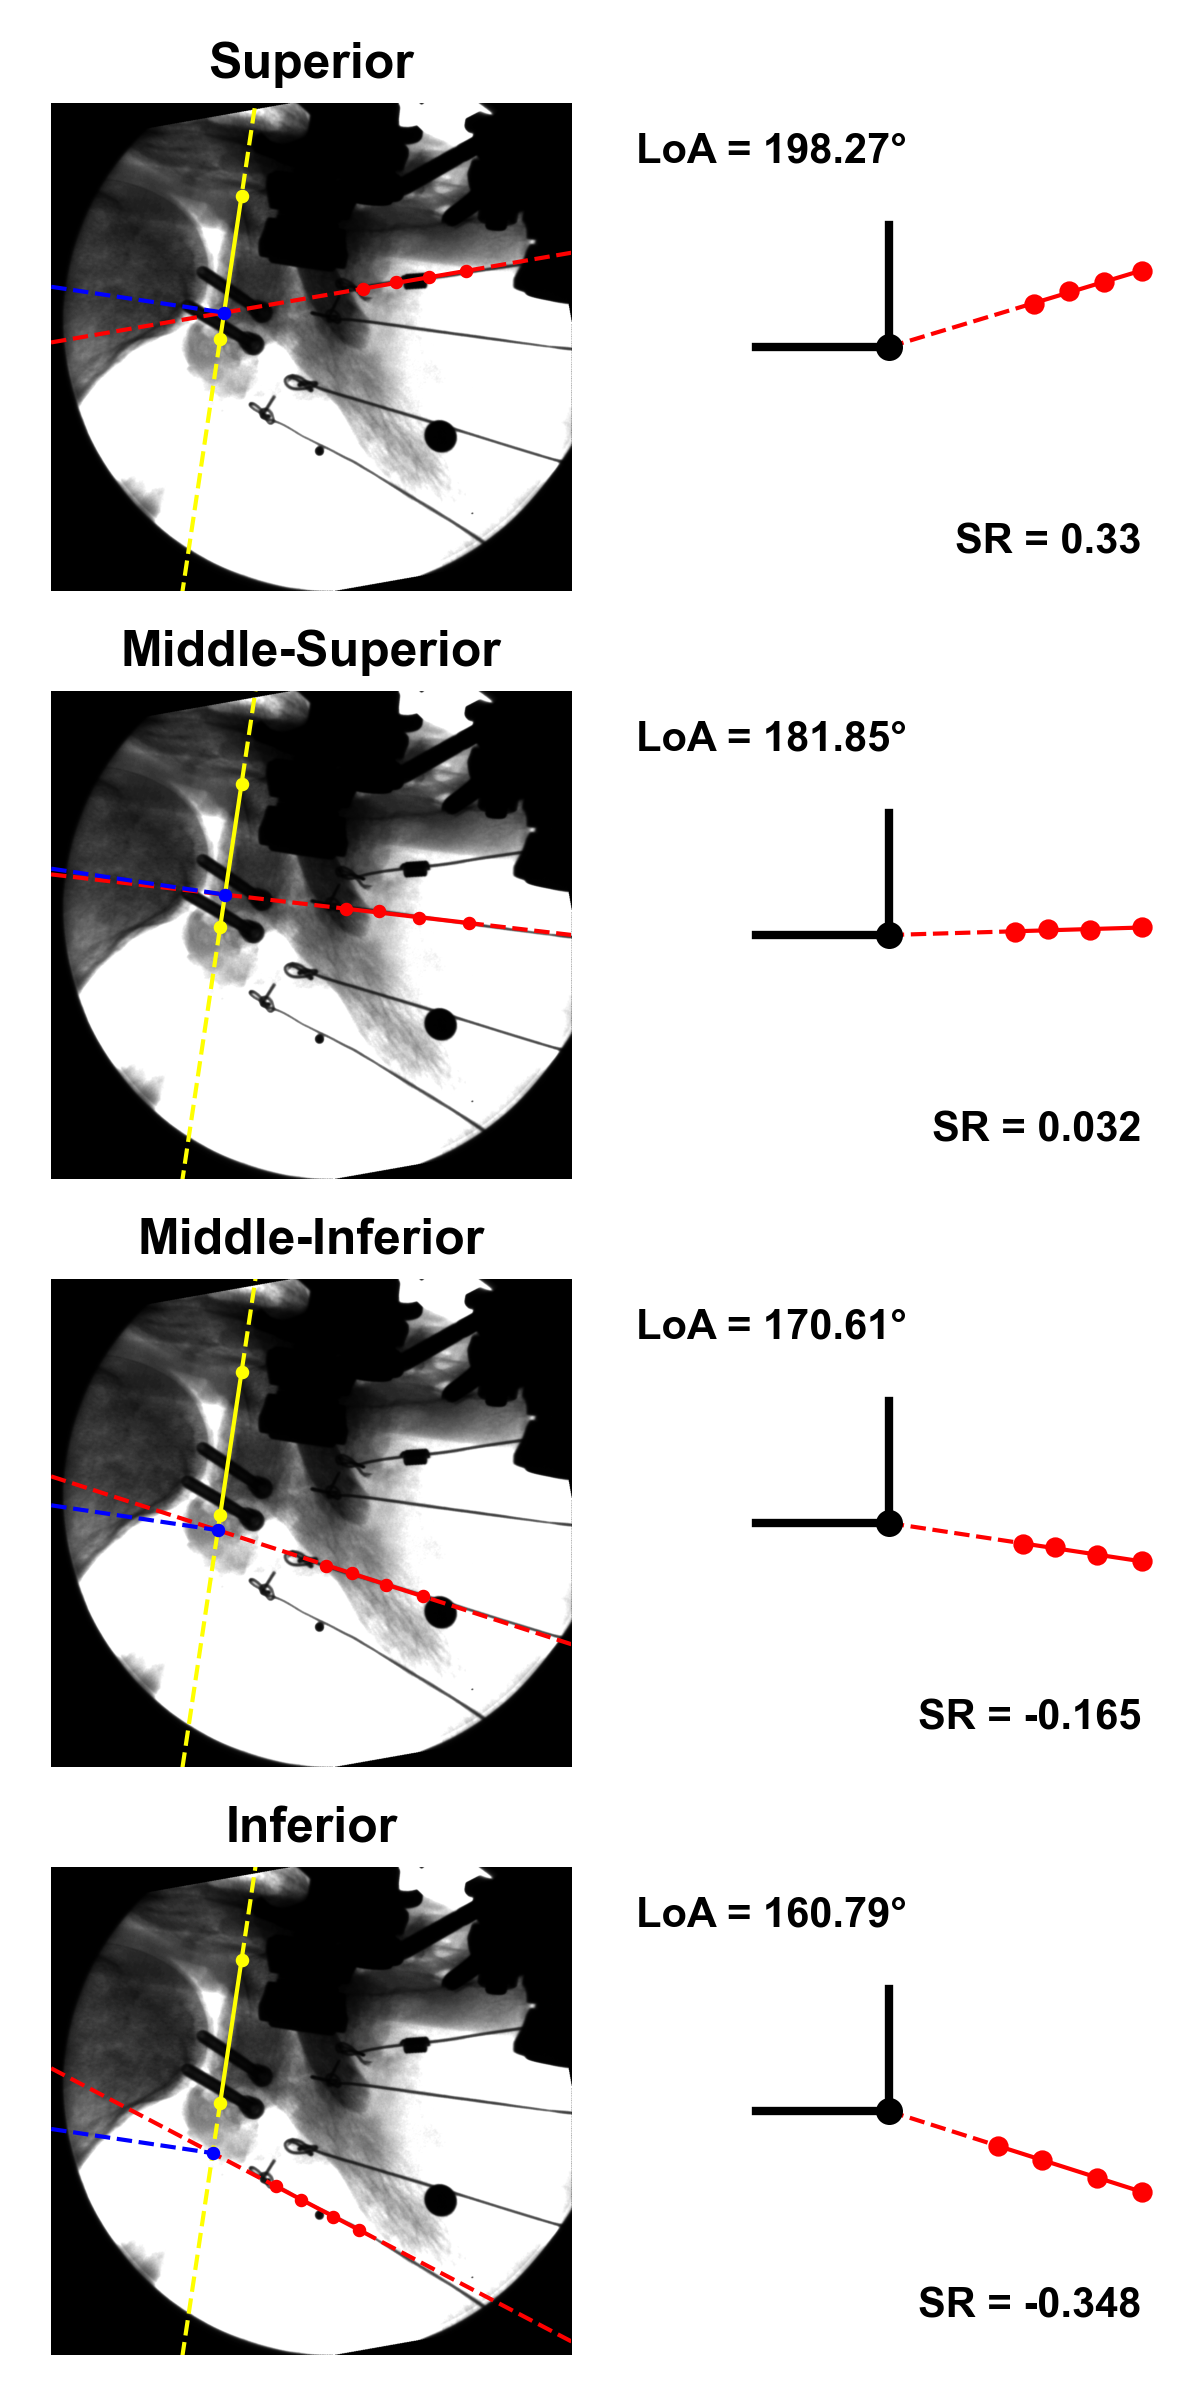 Superior
LoA = 198.27°
SR = 0.33
Middle-Superior
LoA = 181.85°
SR = 0.032
Middle-Inferior
LoA = 170.61°
SR = -0.165
Inferior
LoA = 160.79°
SR = -0.348